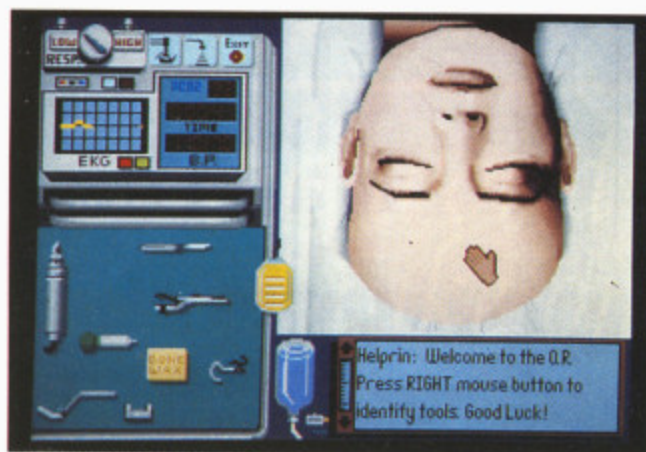 LOW
HIGH
RESP.
EXIT
PCO2
TIME
EKG
B.P.
BONE
WAX
Helprin: Welcome to the O.R.
Press RIGHT mouse button to
identify tools. Good Luck!